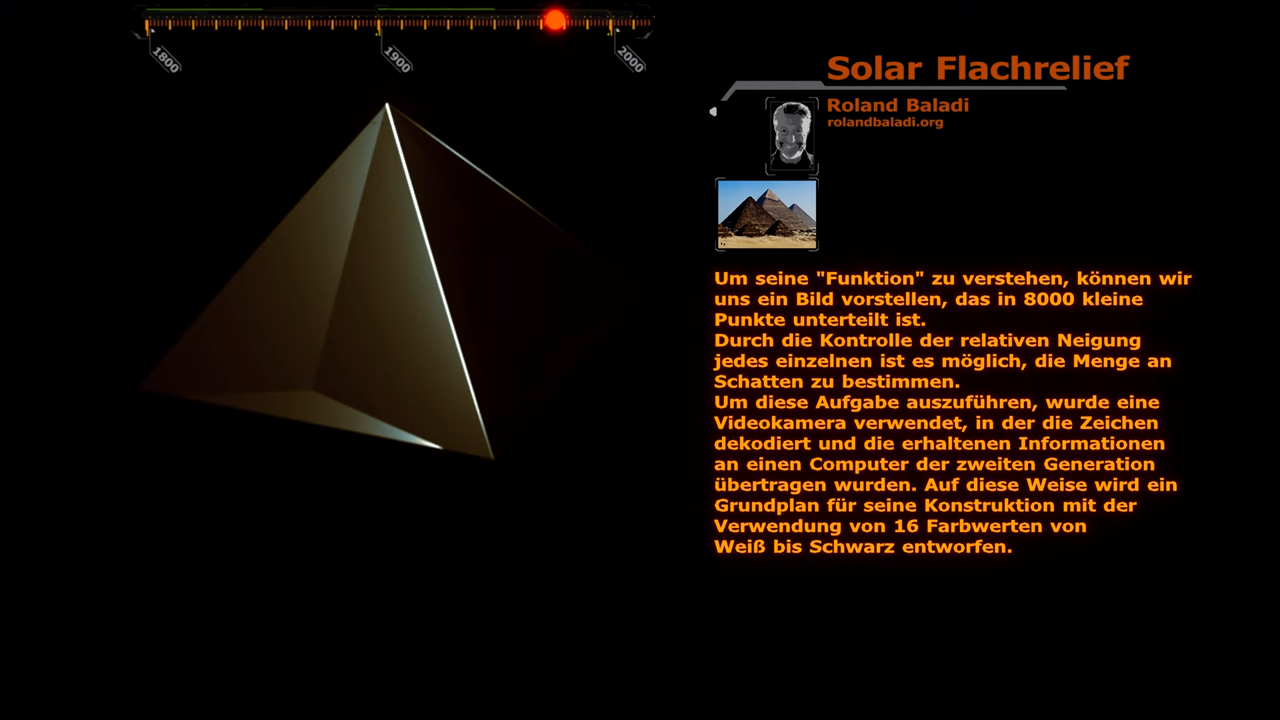 1800
1900
2000
Solar Flachrelief
Roland Baladi
rolandbaladi.org
Um seine "Funktion" zu verstehen, können wir
uns ein Bild vorstellen, das in 8000 kleine
Punkte unterteilt ist.
Durch die Kontrolle der relativen Neigung
jedes einzelnen ist es möglich, die Menge an
Schatten zu bestimmen.
Um diese Aufgabe auszuführen, wurde eine
Videokamera verwendet, in der die Zeichen
dekodiert und die erhaltenen Informationen
an einen Computer der zweiten Generation
übertragen wurden. Auf diese Weise wird ein
Grundplan für seine Konstruktion mit der
Verwendung von 16 Farbwerten von
Weiß bis Schwarz entworfen.